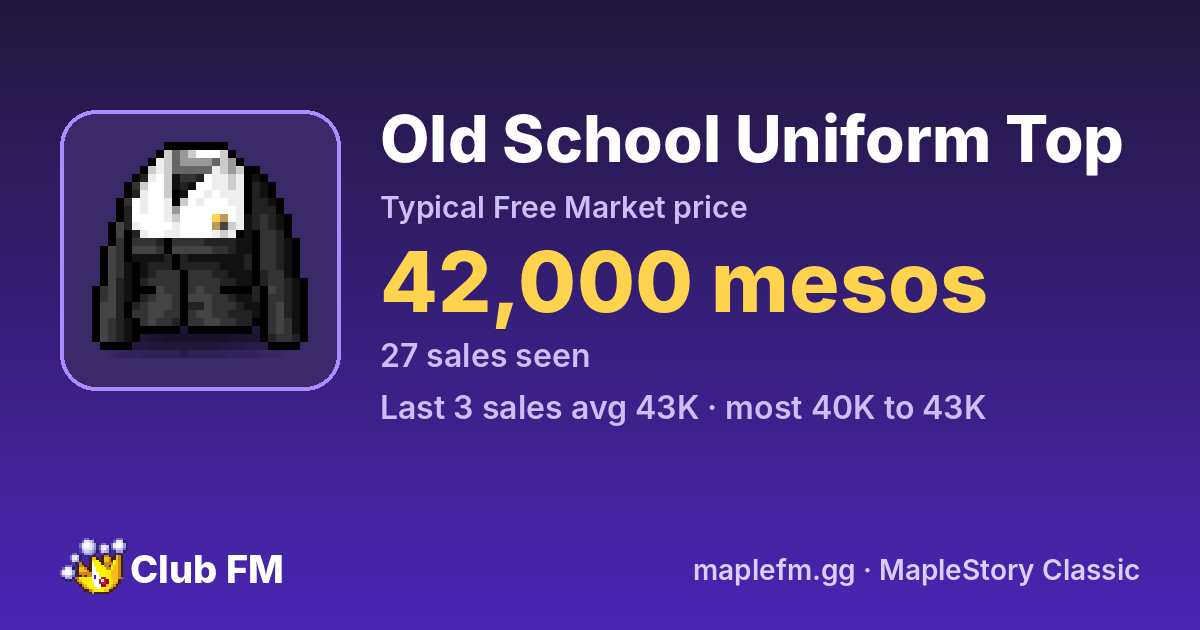 Old School Uniform Top
Typical Free Market price
42,000 mesos
27 sales seen
Last 3 sales avg 43K · most 40K to 43K
Club FM
maplefm.gg · MapleStory Classic